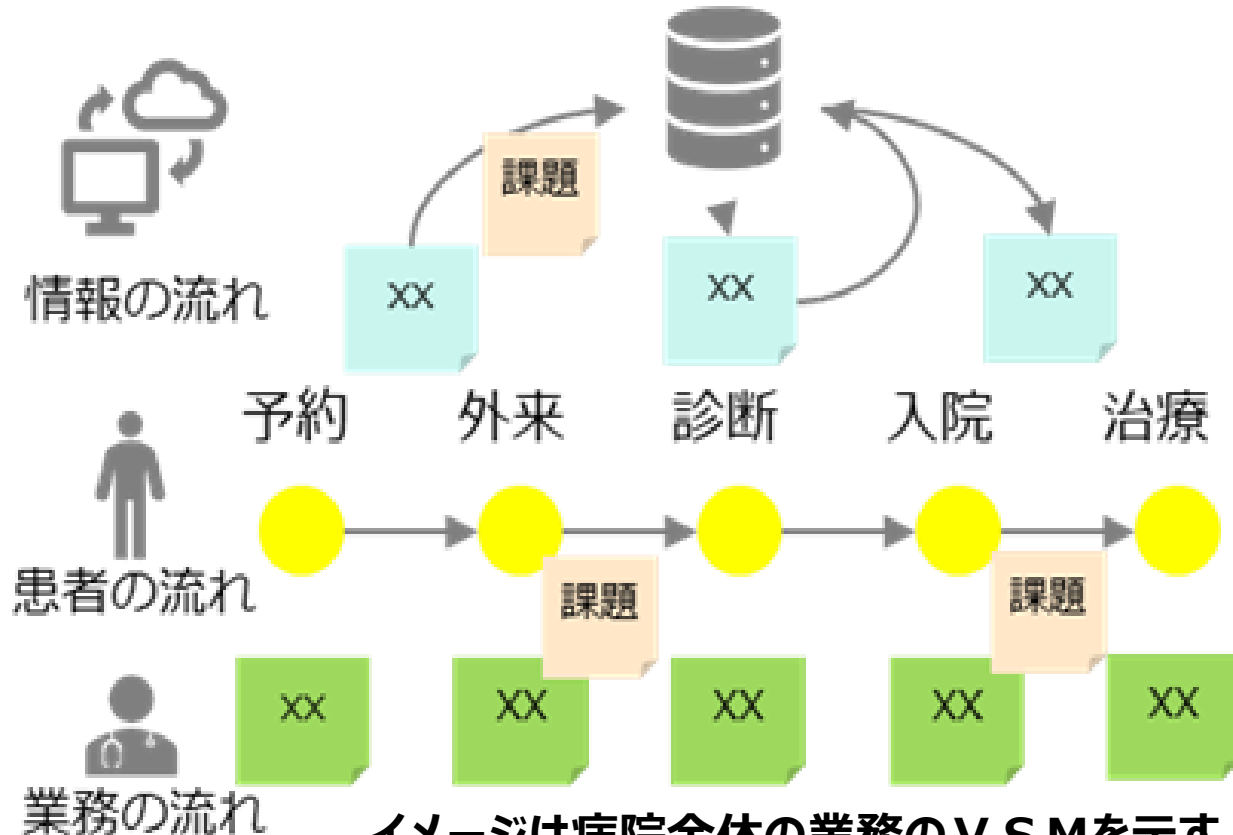 課題
XX
XX
XX
情報の流れ
予約
外来
診断
入院
治療
患者の流れ
課題
課題
XX
XX
XX
XX
XX
業務の流れ
イメージは病院全体の業務のＶＳＭを示す